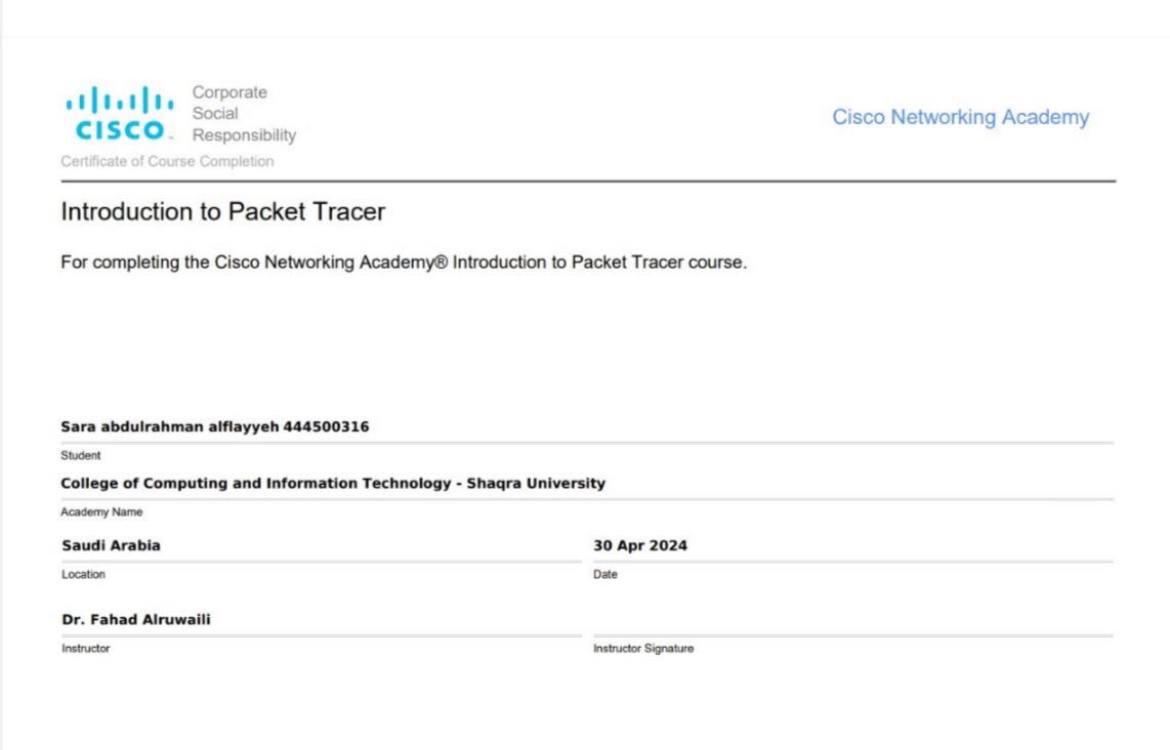 CISCO
Corporate
Social
Responsibility
Cisco Networking Academy
Certificate of Course Completion
Introduction to Packet Tracer
For completing the Cisco Networking Academy® Introduction to Packet Tracer course.
Sara abdulrahman alflayyeh 444500316
Student
College of Computing and Information Technology - Shaqra University
Academy Name
Saudi Arabia
30 Apr 2024
Location
Date
Dr. Fahad Alruwaili
Instructor
Instructor Signature